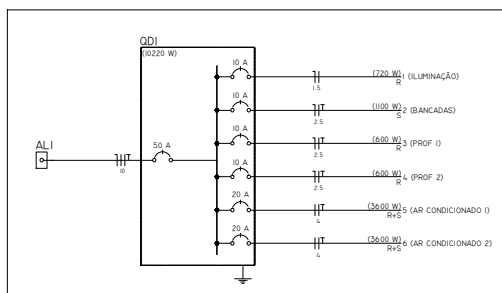 QD1
(10220 W)
10 A
(720 W) 1 (ILUMINAÇÃO)
1.5
R
10 A
(1100 W) 2 (BANCADAS)
2.5
S
10 A
(600 W) 3 (PROF 1)
2.5
R
AL1
50 A
10
10 A
(600 W) 4 (PROF 2)
2.5
R
20 A
(3600 W) 5 (AR CONDICIONADO 1)
4
R+S
20 A
(3600 W) 6 (AR CONDICIONADO 2)
4
R+S